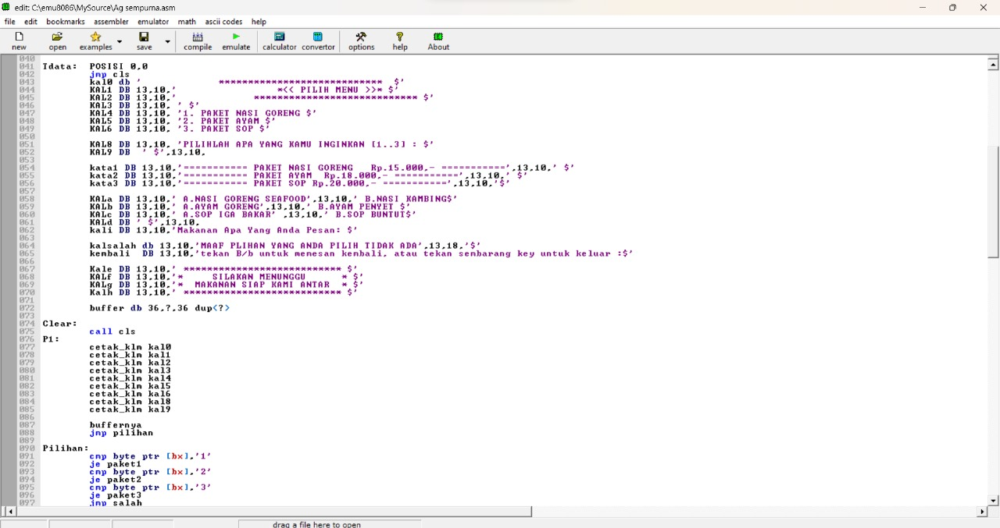 edit: C:\emu8086\MySource\Ag sempurna.asm
file edit bookmarks assembler emulator math ascii codes help
new open examples save compile emulate calculator convertor options help About
040
041 Tdata: POSISI 0,0
042 jmp cls
043 kal0 db ' **************************** $'
044 KAL1 DB 13,10,' *<< PILIH MENU >>* $'
045 KAL2 DB 13,10,' **************************** $'
046 KAL3 DB 13,10, ' $'
047 KAL4 DB 13,10, '1. PAKET NASI GORENG $'
048 KAL5 DB 13,10, '2. PAKET AYAM $'
049 KAL6 DB 13,10, '3. PAKET SOP $'
050
051 KAL8 DB 13,10, 'PILIHLAH APA YANG KAMU INGINKAN [1..3] : $'
052 KAL9 DB ' $',13,10,
053
054 kata1 DB 13,10,'=========== PAKET NASI GORENG Rp.15.000,- ===========',13,10,' $'
055 kata2 DB 13,10,'=========== PAKET AYAM Rp.18.000,- ===========',13,10,' $'
056 kata3 DB 13,10,'=========== PAKET SOP Rp.20.000,- ===========',13,10,'$'
057
058 KALa DB 13,10,' A.NASI GORENG SEAFOOD',13,10,' B.NASI KAMBING$'
059 KALb DB 13,10,' A.AYAM GORENG',13,10,' B.AYAM PENYET $'
060 KALc DB 13,10,' A.SOP IGA BAKAR' ,13,10,' B.SOP BUNTUT$'
061 KALd DB ' $',13,10,
062 kali DB 13,10,'Makanan Apa Yang Anda Pesan: $'
063
064 kalsalah db 13,10,'MAAF PLIHAN YANG ANDA PILIH TIDAK ADA',13,18,'$'
065 kembali DB 13,10,'tekan B/b untuk memesan kembali, atau tekan sembarang key untuk keluar :$'
066
067 Kale DB 13,10,' *************************** $'
068 KALf DB 13,10,'* SILAKAN MENUNGGU * $'
069 KALg DB 13,10,'* MAKANAN SIAP KAMI ANTAR * $'
070 Kalh DB 13,10,' *************************** $'
071
072 buffer db 36,?,36 dup(?)
073
074 Clear:
075 call cls
076 P1:
077 cetak_klm kal0
078 cetak_klm kal1
079 cetak_klm kal2
080 cetak_klm kal3
081 cetak_klm kal4
082 cetak_klm kal5
083 cetak_klm kal6
084 cetak_klm kal8
085 cetak_klm kal9
086
087 buffernya
088 jmp pilihan
089
090 Pilihan:
091 cmp byte ptr [bx],'1'
092 je paket1
093 cmp byte ptr [bx],'2'
094 je paket2
095 cmp byte ptr [bx],'3'
096 je paket3
097 jmp salah
drag a file here to open